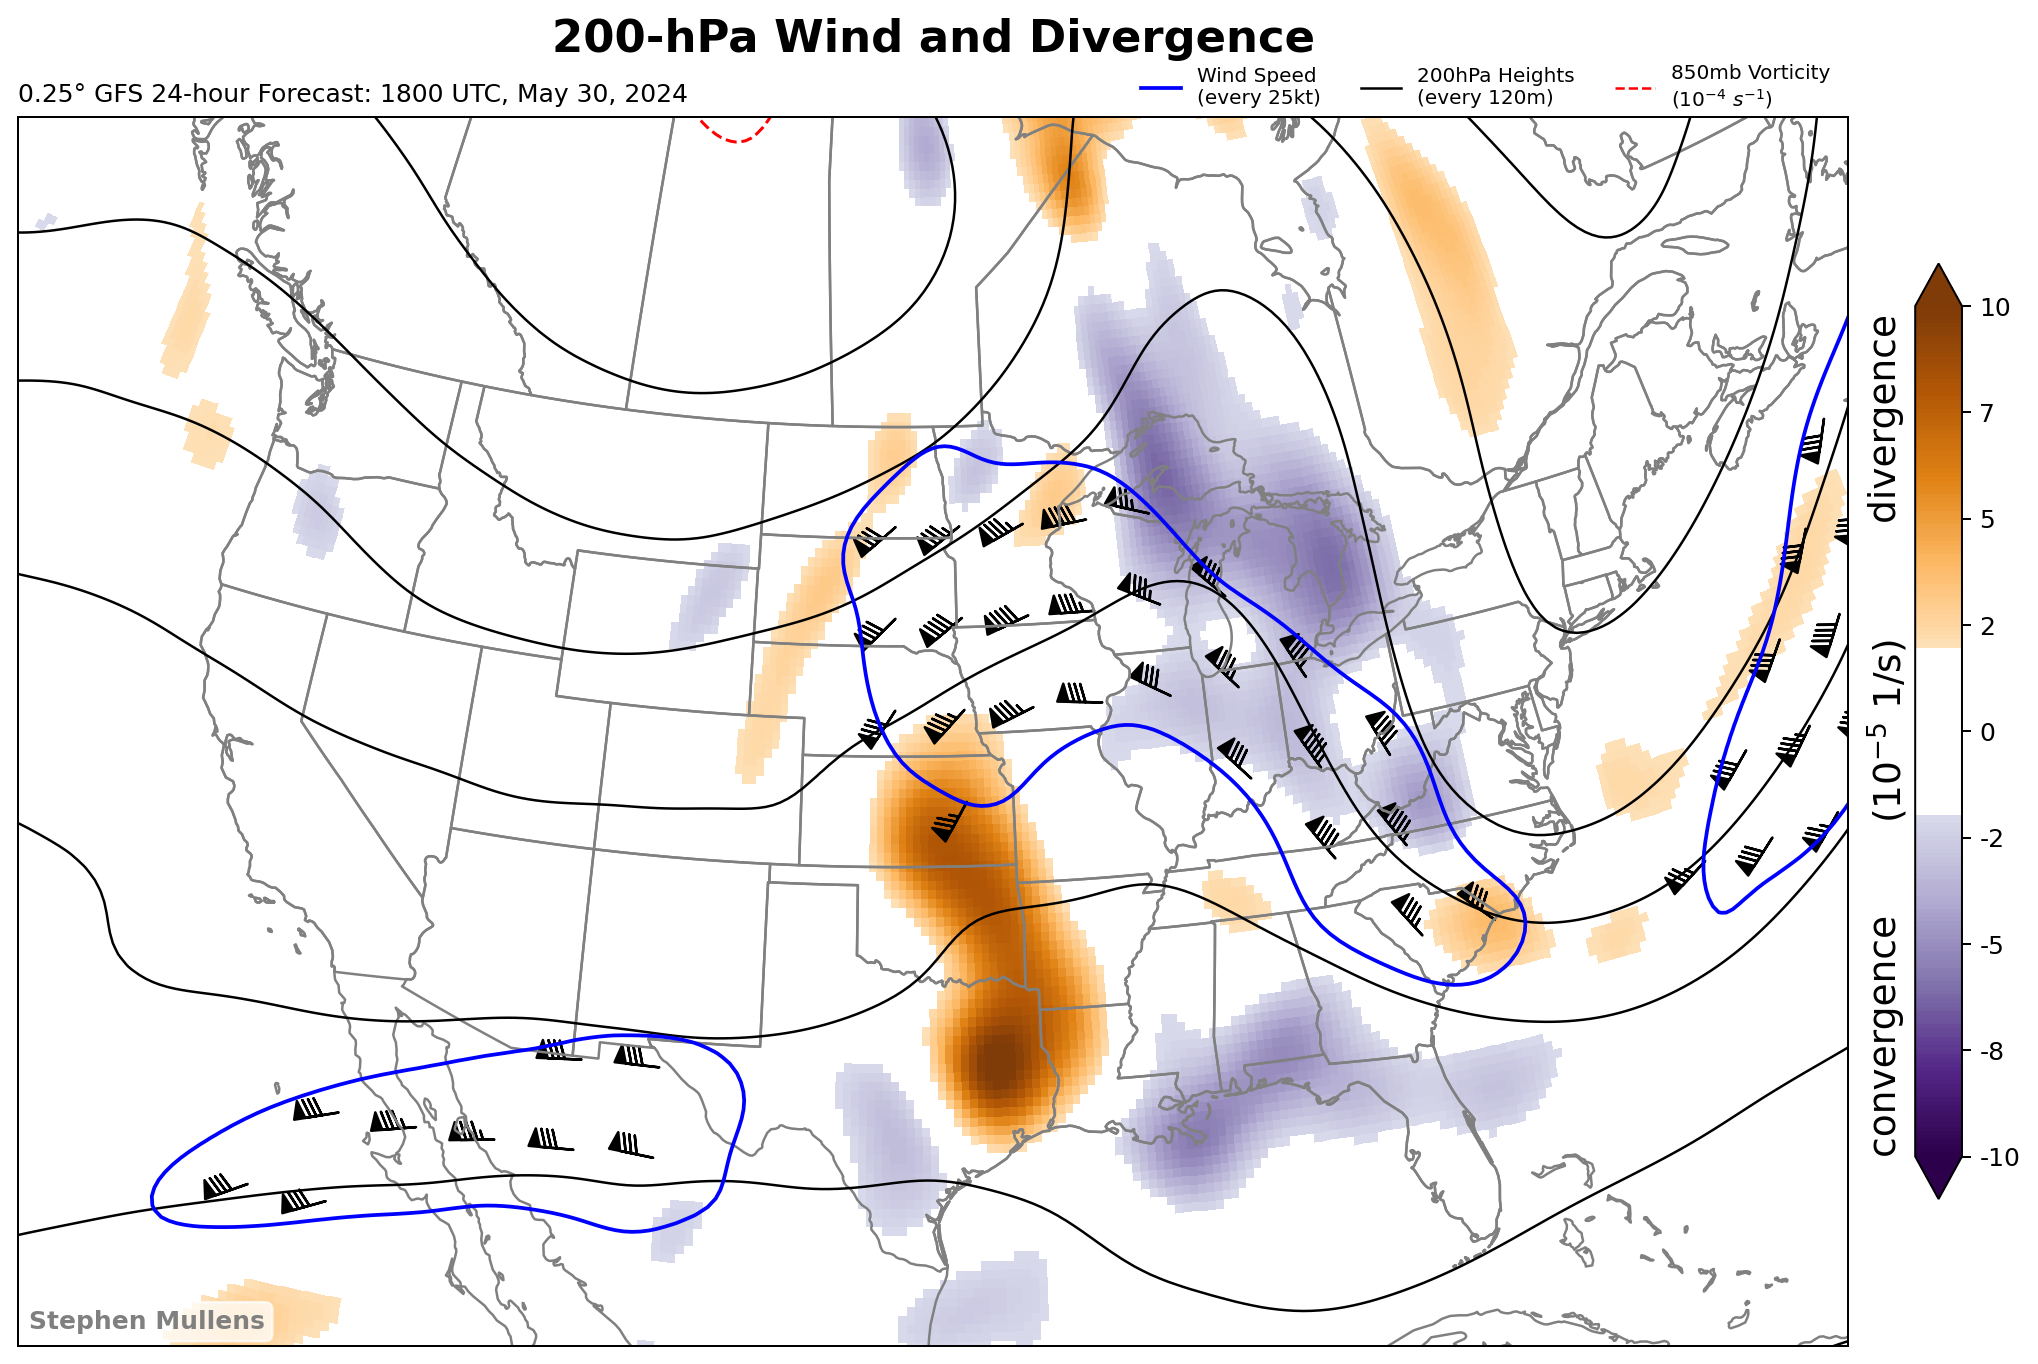 200-hPa Wind and Divergence
0.25° GFS 24-hour Forecast: 1800 UTC, May 30, 2024
Wind Speed
(every 25kt)
200hPa Heights
(every 120m)
850mb Vorticity
(10⁻⁴ s⁻¹)
10
7
5
2
0
-2
-5
-8
-10
convergence (10⁻⁵ 1/s) divergence
Stephen Mullens